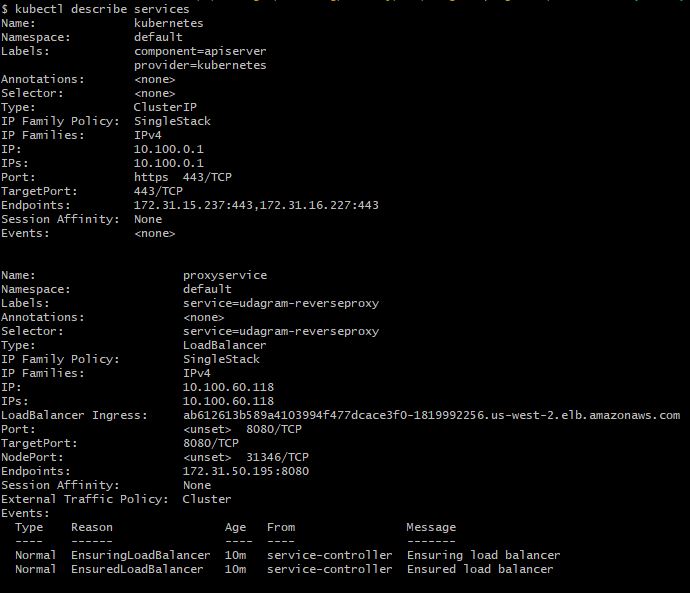 $ kubectl describe services
Name:              kubernetes
Namespace:         default
Labels:            component=apiserver
                   provider=kubernetes
Annotations:       <none>
Selector:          <none>
Type:              ClusterIP
IP Family Policy:  SingleStack
IP Families:       IPv4
IP:                10.100.0.1
IPs:               10.100.0.1
Port:              https  443/TCP
TargetPort:        443/TCP
Endpoints:         172.31.15.237:443,172.31.16.227:443
Session Affinity:  None
Events:            <none>
Name:                     proxyservice
Namespace:                default
Labels:                   service=udagram-reverseproxy
Annotations:              <none>
Selector:                 service=udagram-reverseproxy
Type:                     LoadBalancer
IP Family Policy:         SingleStack
IP Families:              IPv4
IP:                       10.100.60.118
IPs:                      10.100.60.118
LoadBalancer Ingress:     ab612613b589a4103994f477dcace3f0-1819992256.us-west-2.elb.amazonaws.com
Port:                     <unset>  8080/TCP
TargetPort:               8080/TCP
NodePort:                 <unset>  31346/TCP
Endpoints:                172.31.50.195:8080
Session Affinity:         None
External Traffic Policy:  Cluster
Events:
  Type    Reason                Age   From                Message
  ----    ------                ----  ----                -------
  Normal  EnsuringLoadBalancer  10m   service-controller  Ensuring load balancer
  Normal  EnsuredLoadBalancer   10m   service-controller  Ensured load balancer